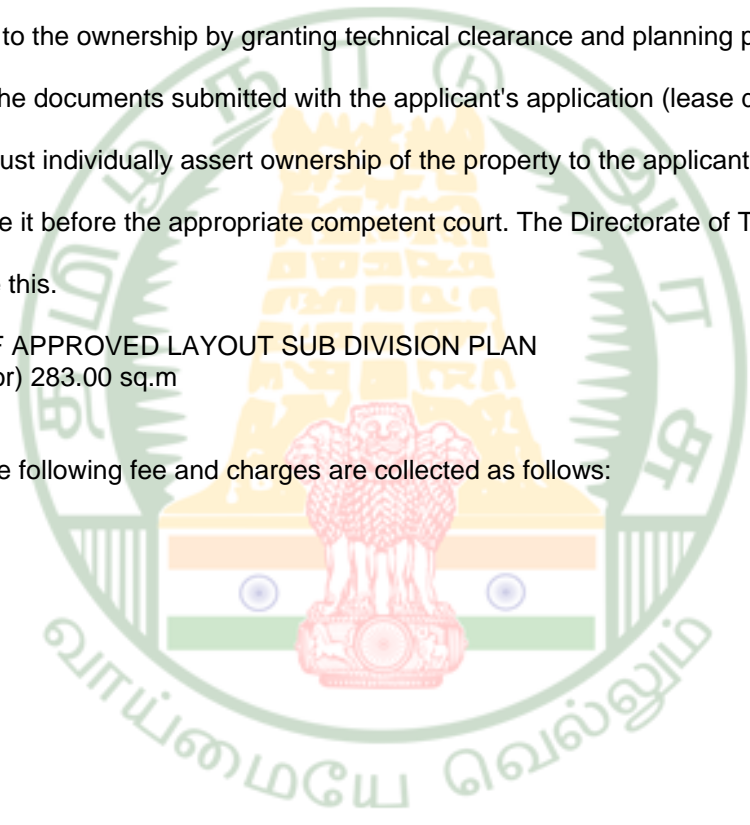 to the ownership by granting technical clearance and planning p
he documents submitted with the applicant's application (lease
ust individually assert ownership of the property to the applicant
e it before the appropriate competent court. The Directorate of T
this.
APPROVED LAYOUT SUB DIVISION PLAN
or) 283.00 sq.m
e following fee and charges are collected as follows:
தமிழ்நாடு அரசு
வாய்மையே வெல்லும்